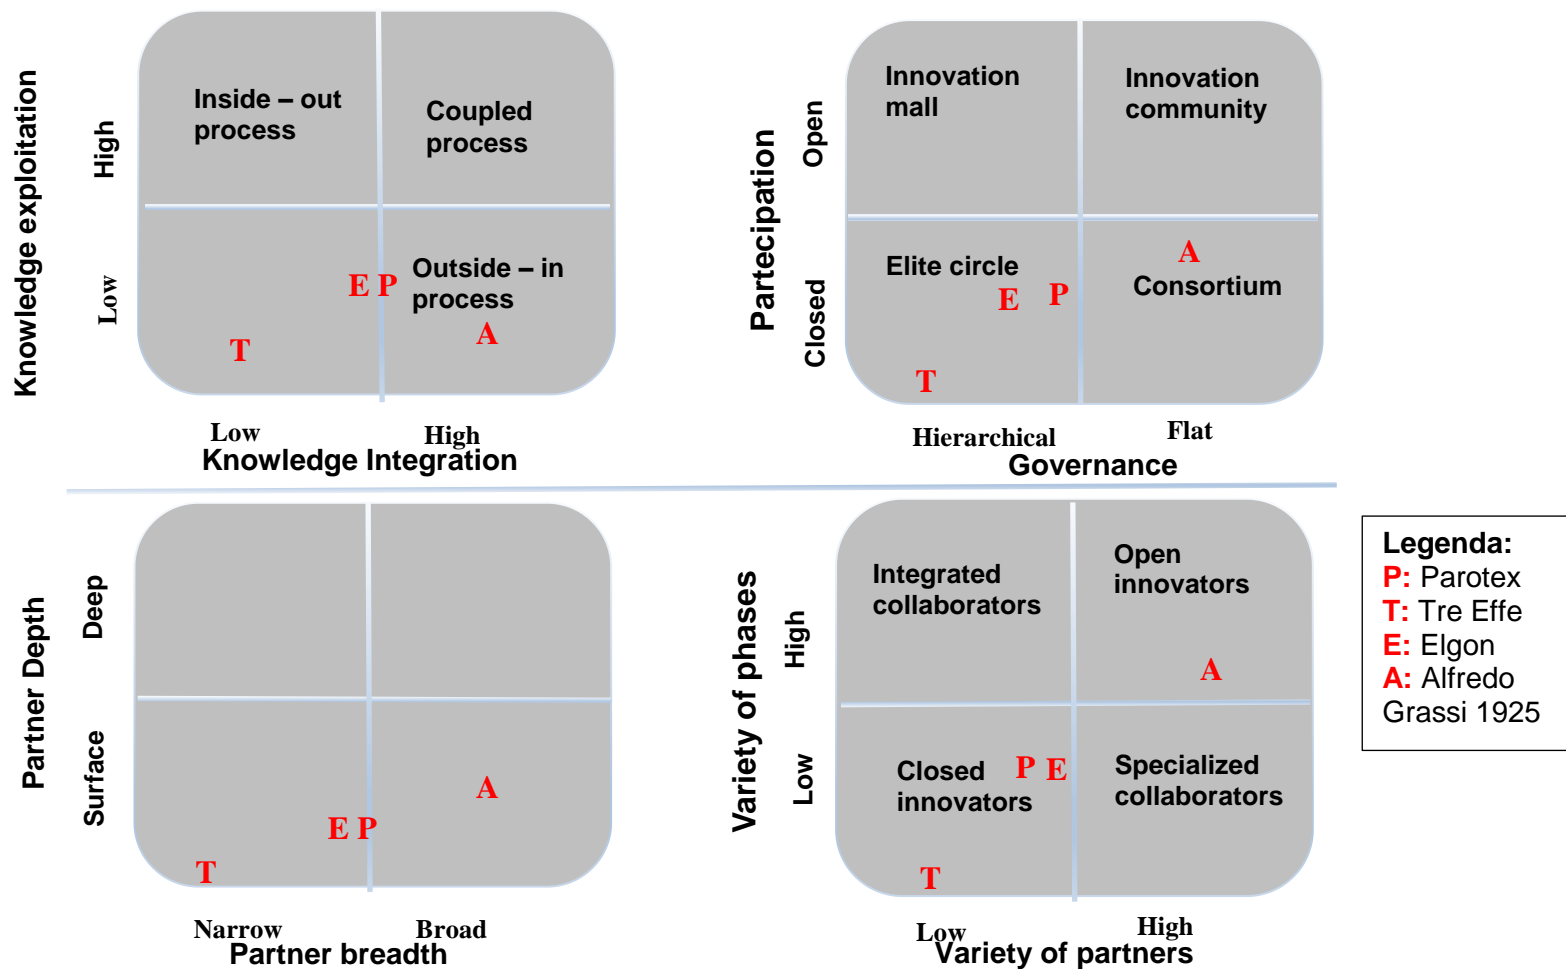 Knowledge exploitation
High
Low
Inside – out
process
Coupled
process
Outside – in
process
E P
T
A
Low
High
Knowledge Integration
Partecipation
Open
Closed
Innovation
mall
Innovation
community
Elite circle
Consortium
A
E
P
T
Hierarchical
Flat
Governance
Partner Depth
Deep
Surface
A
E P
T
Narrow
Broad
Partner breadth
Variety of phases
High
Low
Integrated
collaborators
Open
innovators
A
Closed
innovators
P E
Specialized
collaborators
T
Low
High
Variety of partners
Legenda:
P: Parotex
T: Tre Effe
E: Elgon
A: Alfredo
Grassi 1925